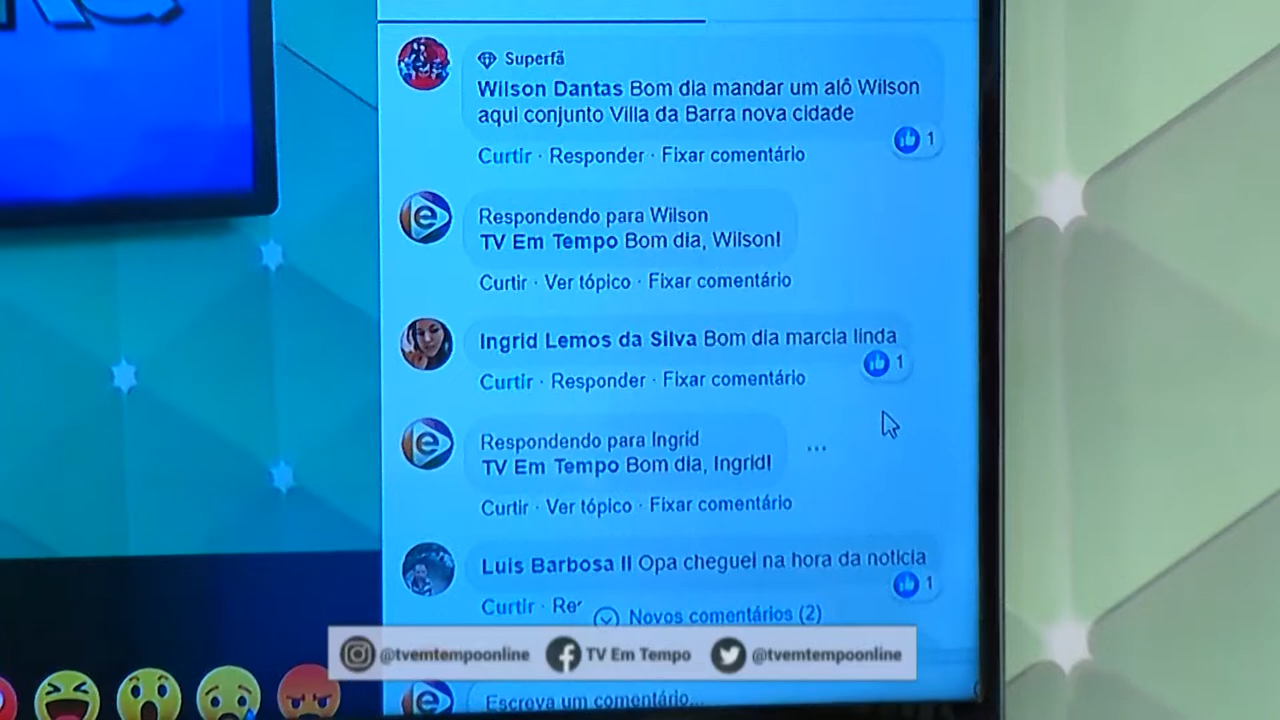 Superfã
Wilson Dantas Bom dia mandar um alô Wilson
aqui conjunto Villa da Barra nova cidade
1
Curtir · Responder · Fixar comentário
Respondendo para Wilson
TV Em Tempo Bom dia, Wilson!
Curtir · Ver tópico · Fixar comentário
Ingrid Lemos da Silva Bom dia marcia linda
1
Curtir · Responder · Fixar comentário
Respondendo para Ingrid
TV Em Tempo Bom dia, Ingrid!
Curtir · Ver tópico · Fixar comentário
Luis Barbosa II Opa cheguei na hora da noticia
1
Curtir ·
Novos comentários (2)
@tvemtempoonline TV Em Tempo @tvemtempoonline
Escreva um comentário...